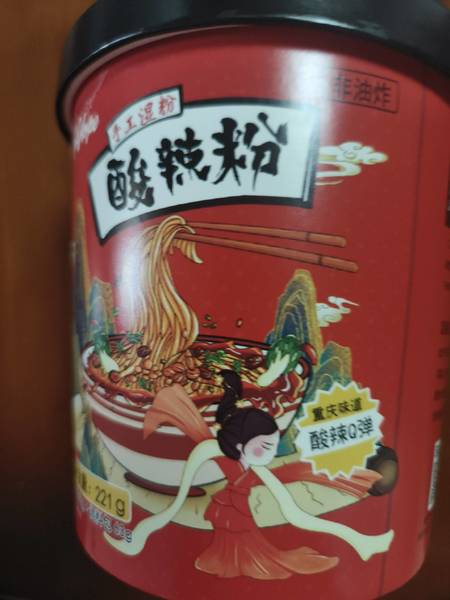 非油炸
手工湿粉
酸辣粉
重庆味道
酸辣Q弹
量：221g